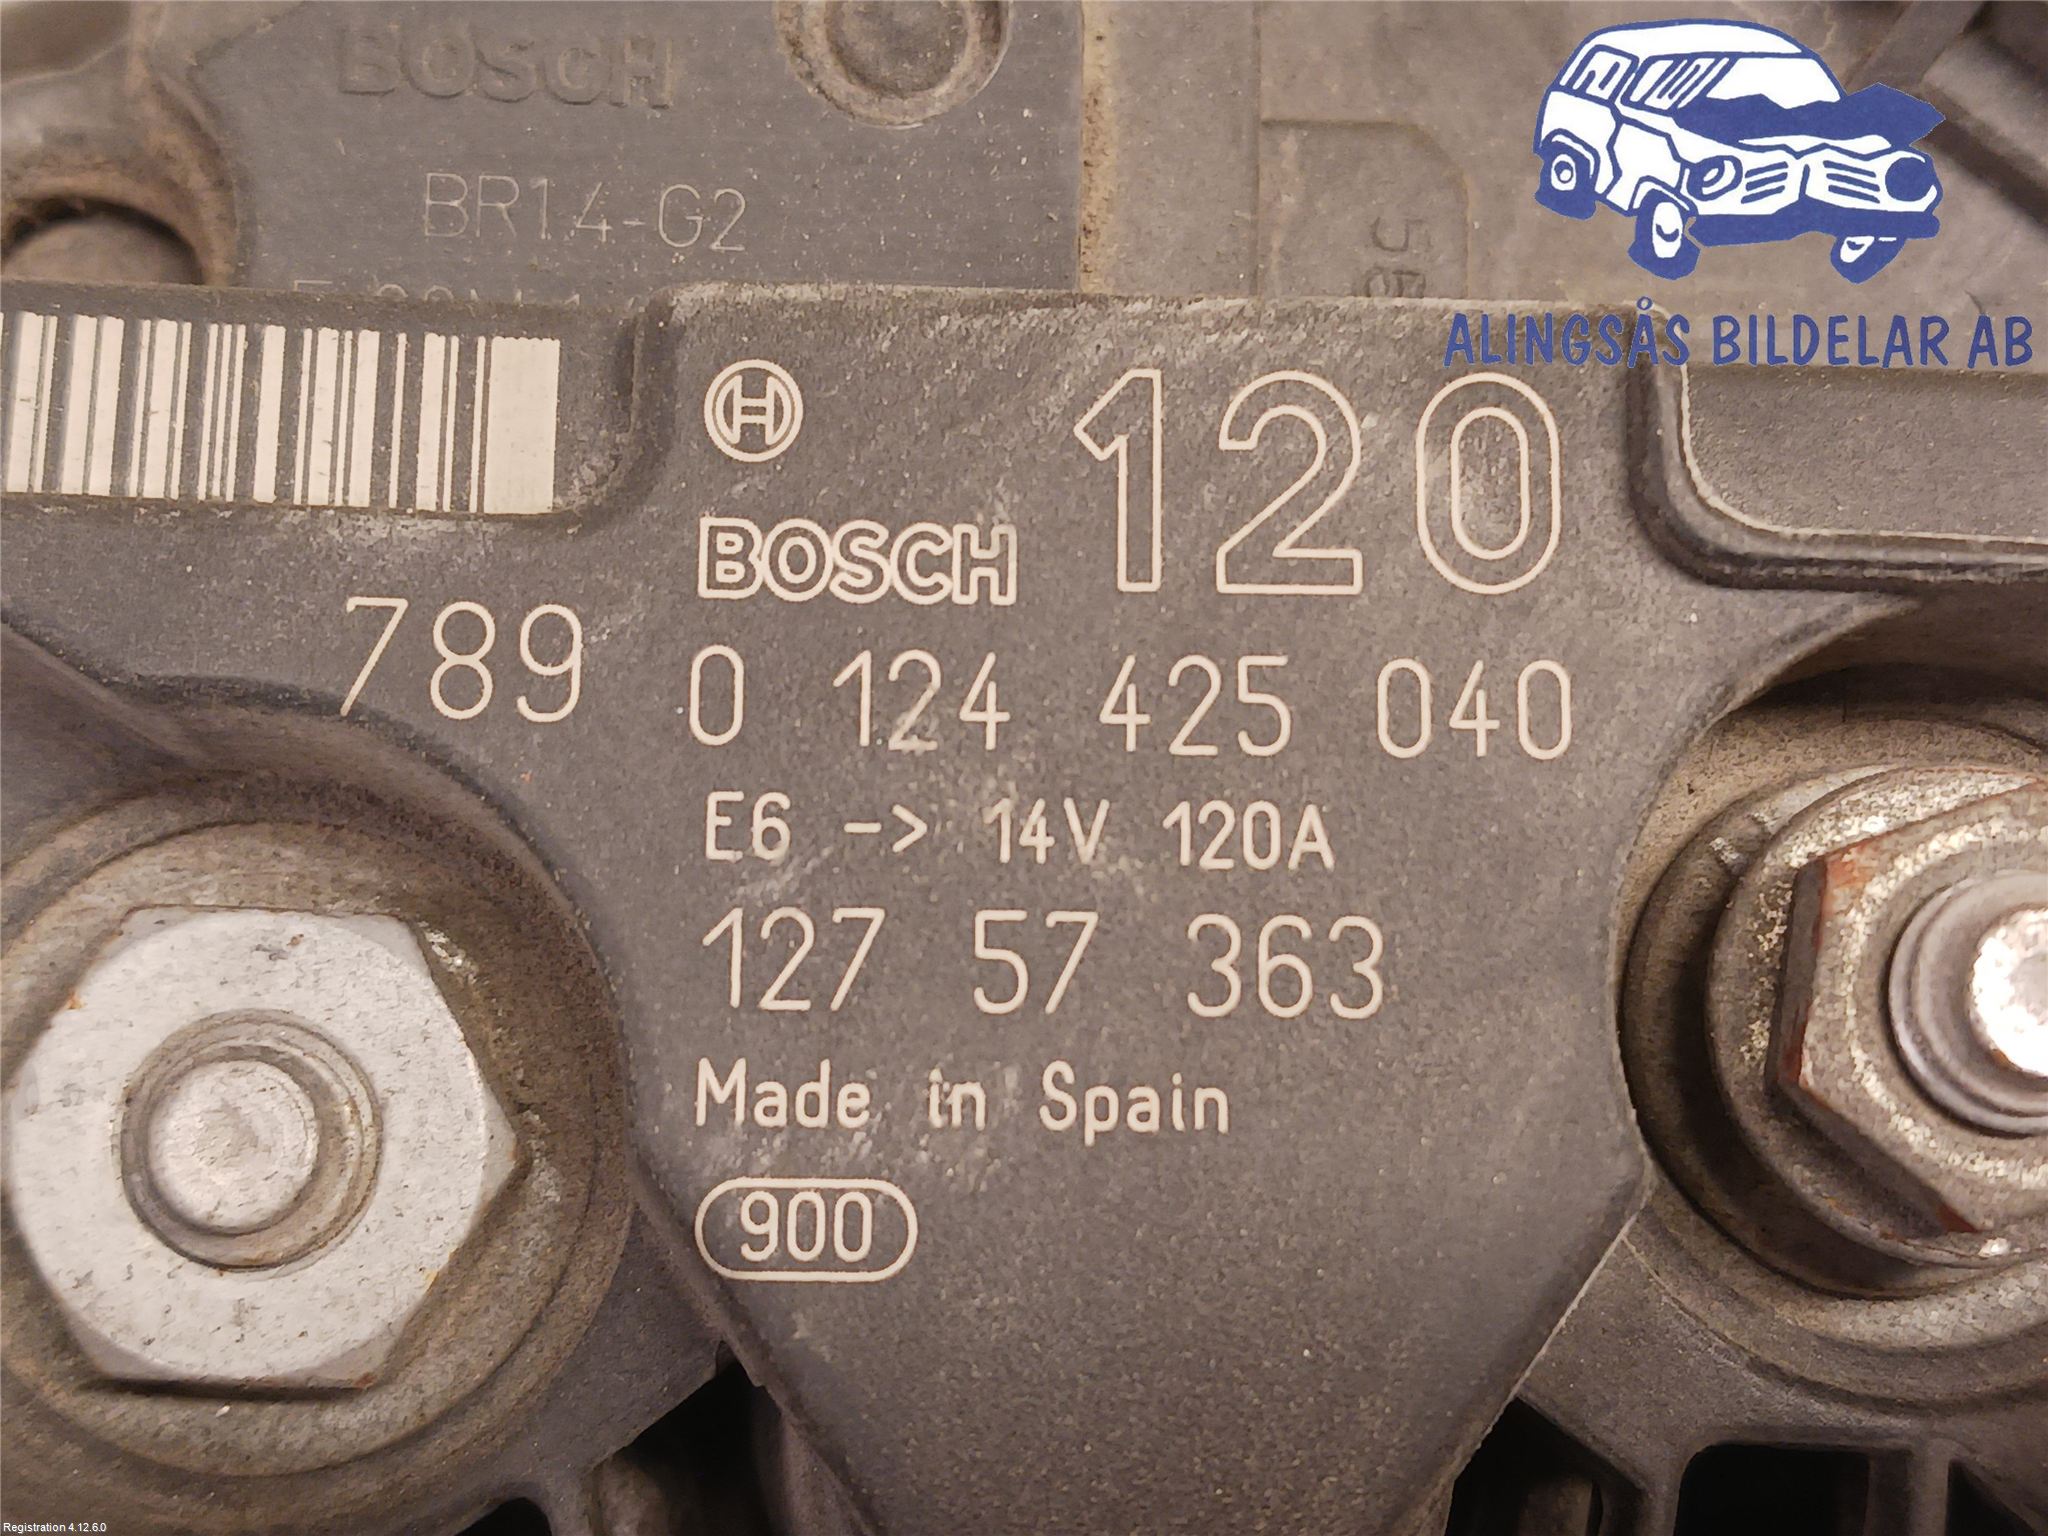 BOSCH
BR14-G2
ALINGSÅS BILDELAR AB
120
BOSCH
789
0 124 425 040
E6 -> 14V 120A
127 57 363
Made in Spain
900
Registration 4.12.6.0